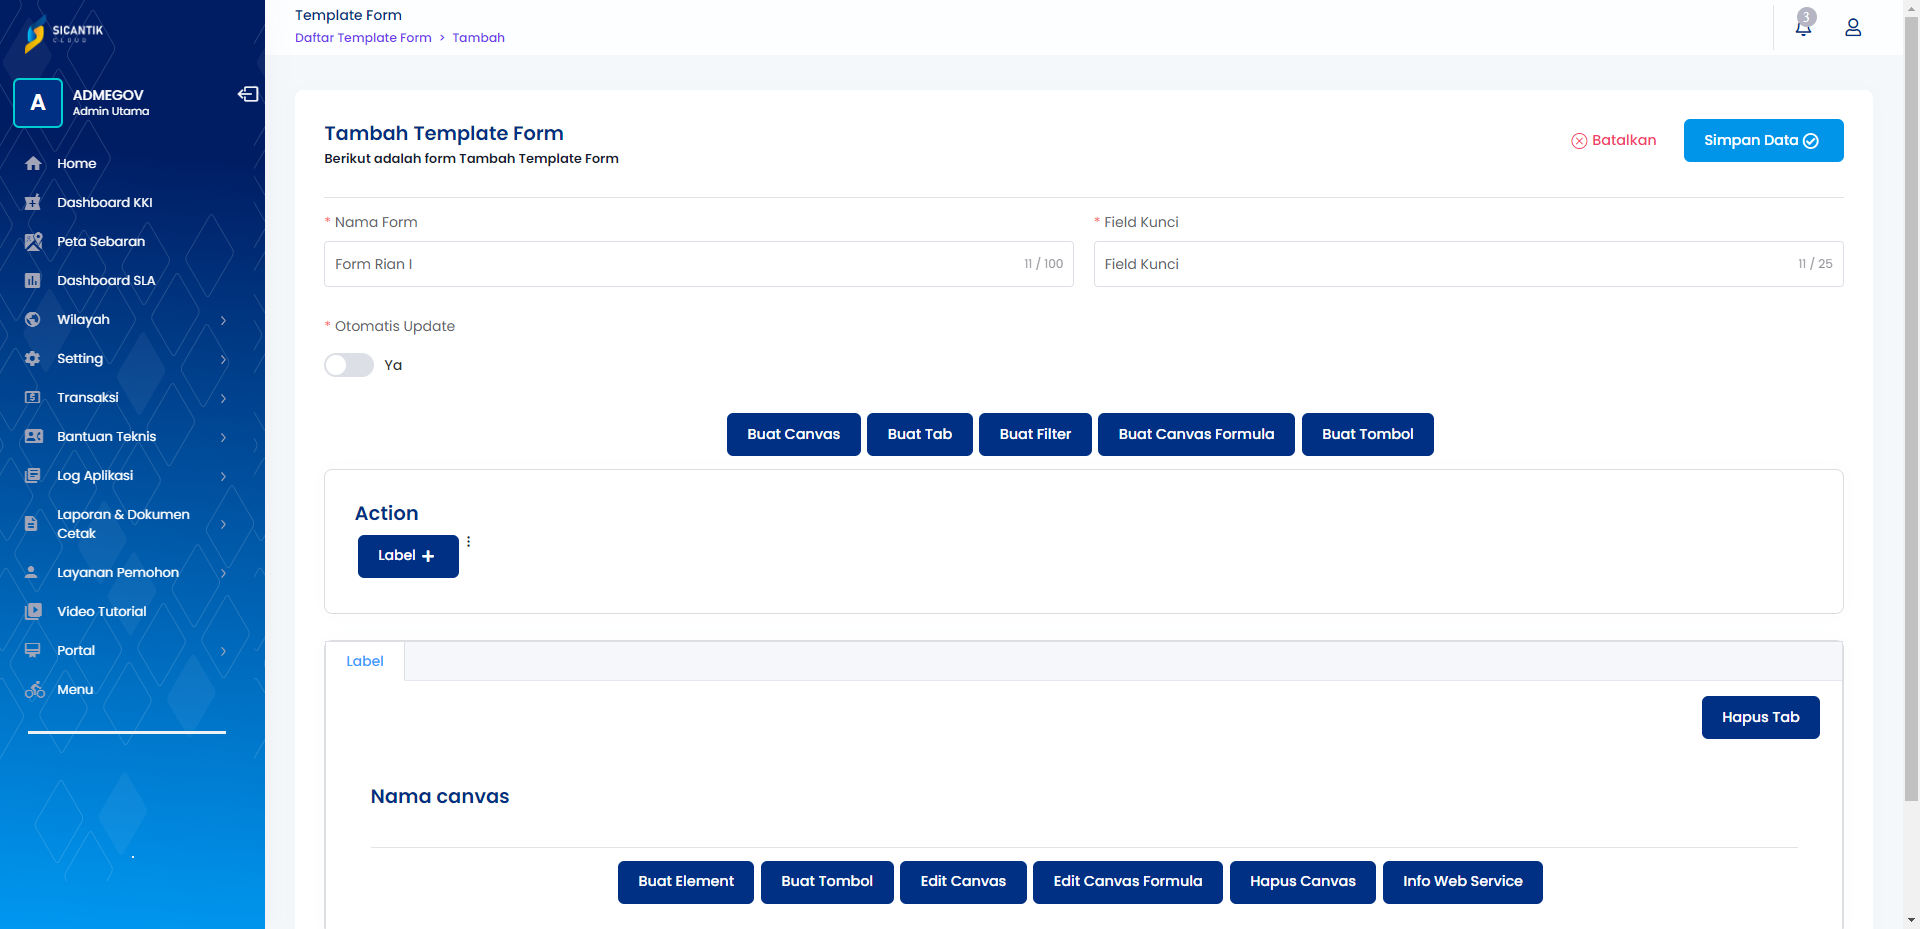 SICANTIK
CLOUD
A
ADMEGOV
Admin Utama
Home
Dashboard KKI
Peta Sebaran
Dashboard SLA
Wilayah
Setting
Transaksi
Bantuan Teknis
Log Aplikasi
Laporan & Dokumen
Cetak
Layanan Pemohon
Video Tutorial
Portal
Menu
Template Form
Daftar Template Form > Tambah
3
Tambah Template Form
Berikut adalah form Tambah Template Form
Batalkan
Simpan Data
* Nama Form
* Field Kunci
Form Rian I
11 / 100
Field Kunci
11 / 25
* Otomatis Update
Ya
Buat Canvas
Buat Tab
Buat Filter
Buat Canvas Formula
Buat Tombol
Action
Label +
Label
Hapus Tab
Nama canvas
Buat Element
Buat Tombol
Edit Canvas
Edit Canvas Formula
Hapus Canvas
Info Web Service